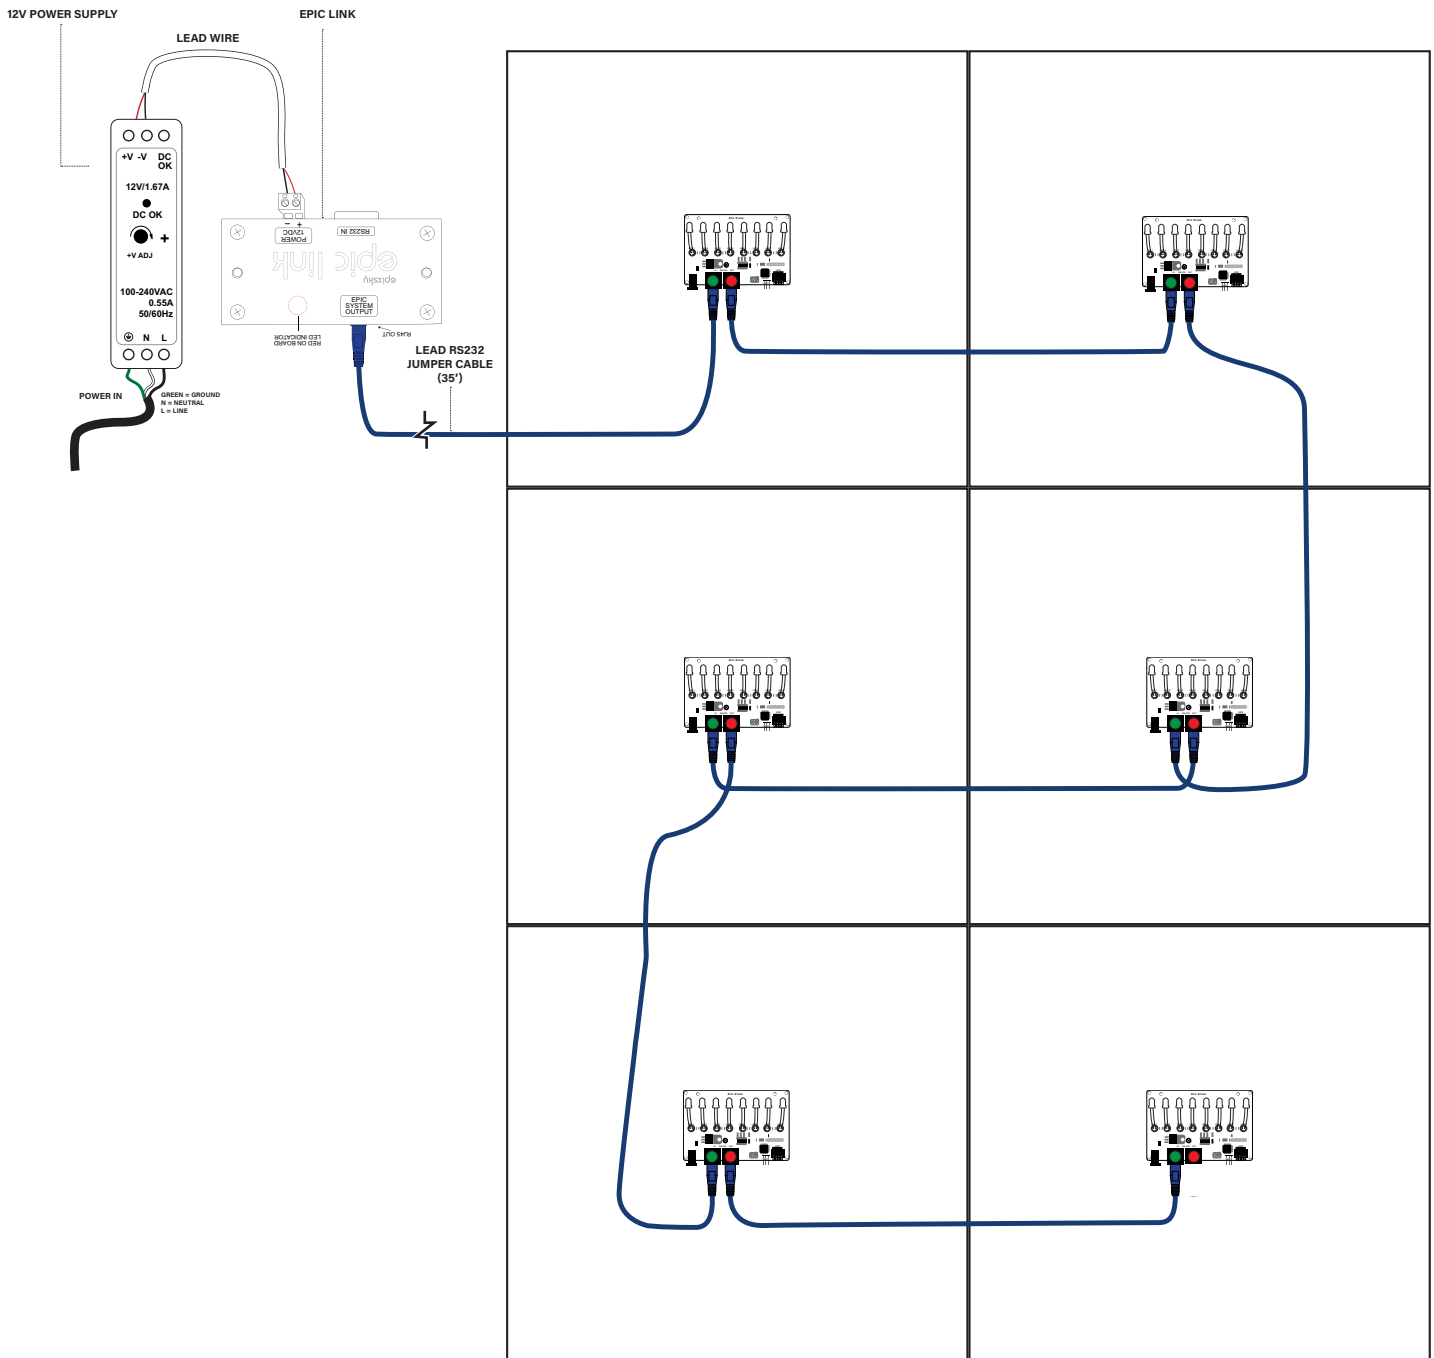 12V POWER SUPPLY
EPIC LINK
LEAD WIRE
+V -V DC
OK
12V/1.67A
DC OK
+
+V ADJ
100-240VAC
0.55A
50/60Hz
N L
POWER IN
GREEN = GROUND
N = NEUTRAL
L = LINE
− +
POWER
12VDC
RS232 IN
epic link
epixsky
EPIC
SYSTEM
OUTPUT
RJ45 OUT
RED ON BOARD
LED INDICATOR
LEAD RS232
JUMPER CABLE
(35')